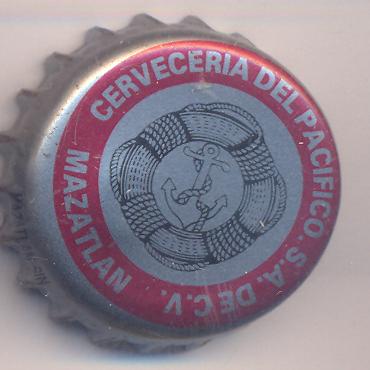 CERVECERIA DEL PACIFICO. S.A. DE C.V.
MAZATLAN